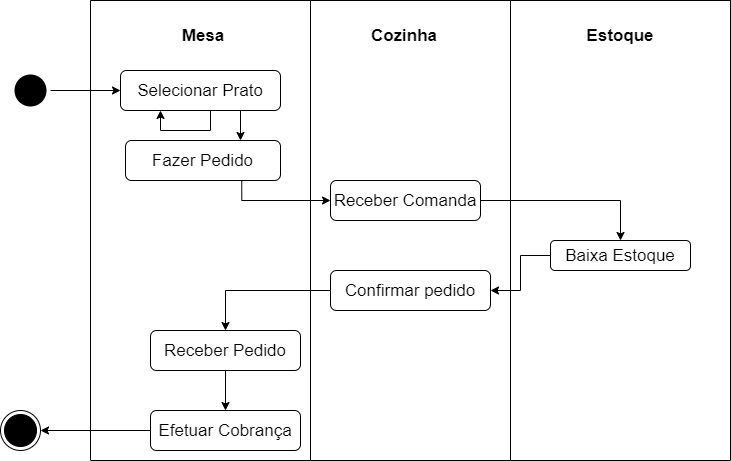 Mesa
Cozinha
Estoque
Selecionar Prato
Fazer Pedido
Receber Comanda
Baixa Estoque
Confirmar pedido
Receber Pedido
Efetuar Cobrança